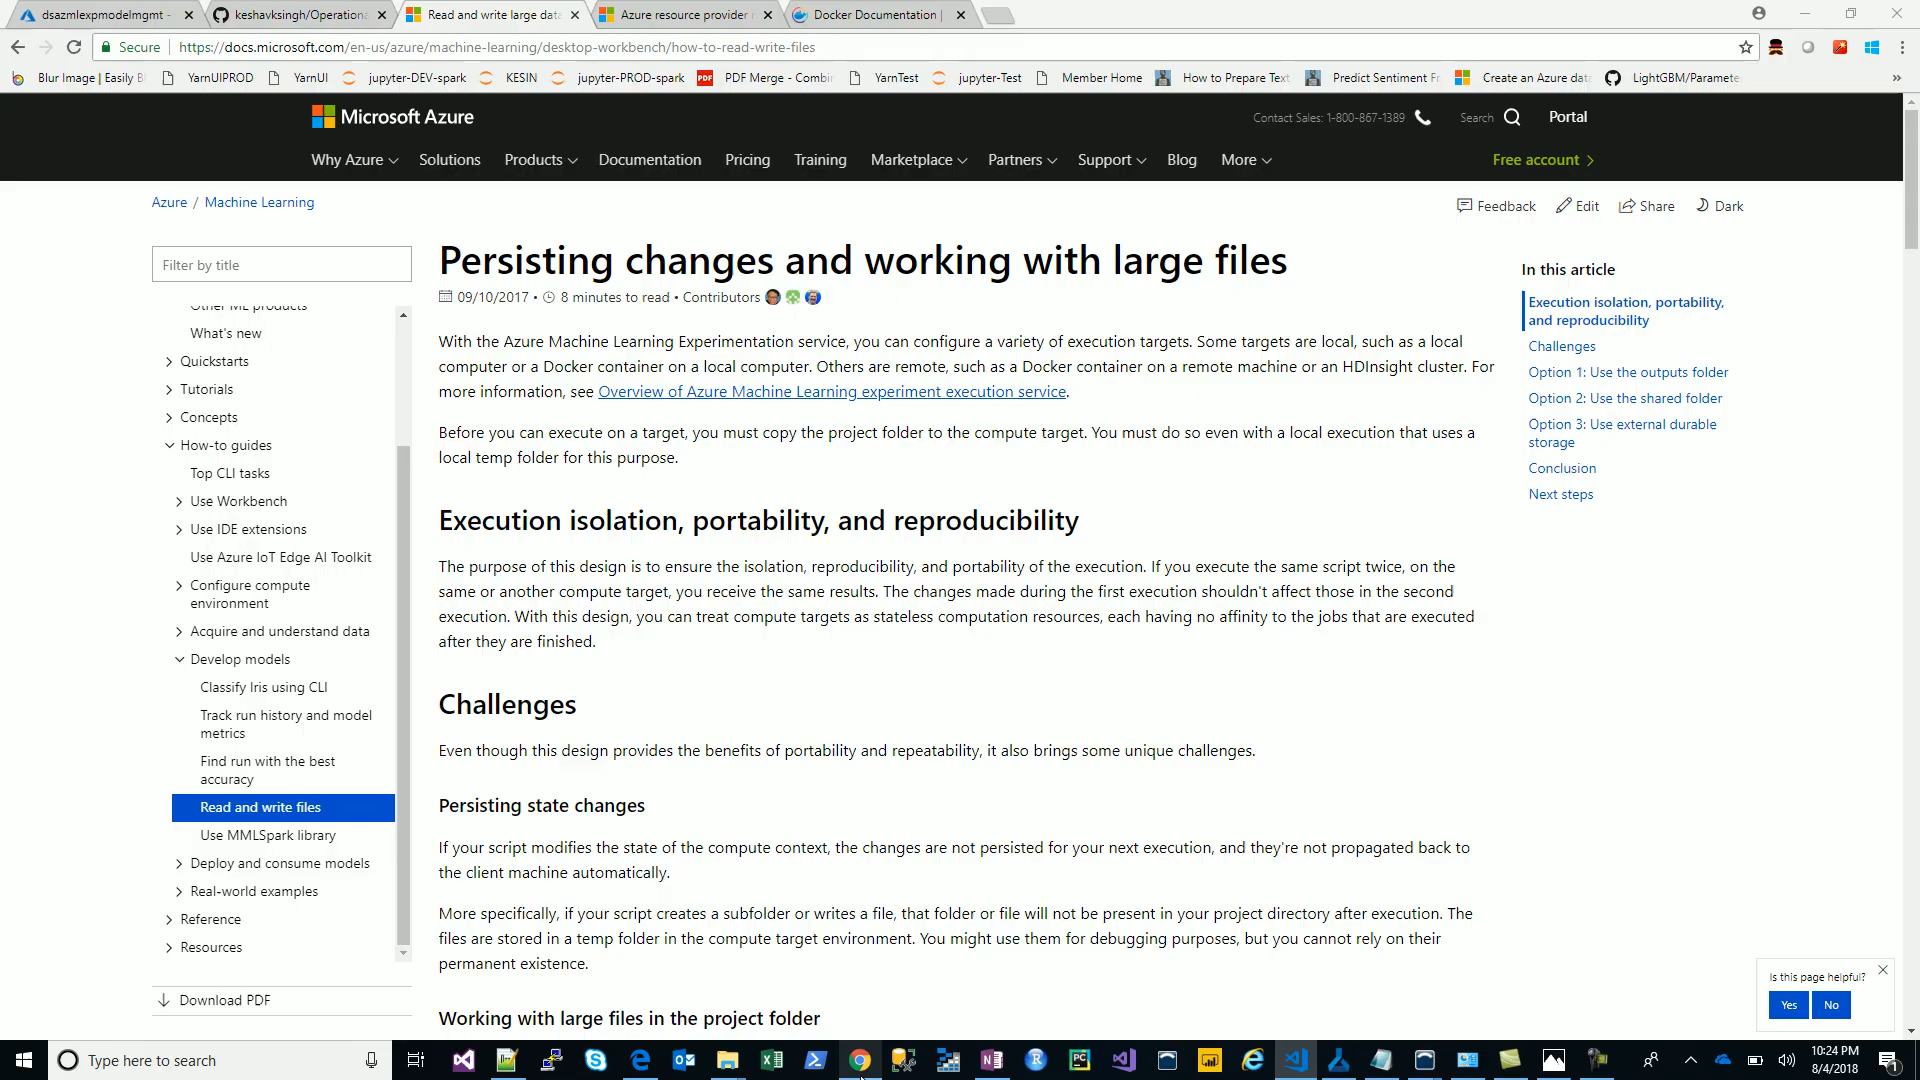 dsazmlexpmodelmgmt -
keshavksingh/Operationa
Read and write large data
Azure resource provider
Docker Documentation |
Secure
https://docs.microsoft.com/en-us/azure/machine-learning/desktop-workbench/how-to-read-write-files
Blur Image | Easily B
YarnUIPROD
YarnUI
jupyter-DEV-spark
KESIN
jupyter-PROD-spark
PDF Merge - Combin
YarnTest
jupyter-Test
Member Home
How to Prepare Text
Predict Sentiment Fr
Create an Azure data
LightGBM/Paramete
»
Microsoft Azure
Contact Sales: 1-800-867-1389
Search
Portal
Why Azure
Solutions
Products
Documentation
Pricing
Training
Marketplace
Partners
Support
Blog
More
Free account
Azure / Machine Learning
Feedback
Edit
Share
Dark
Filter by title
Other ML products
What's new
Quickstarts
Tutorials
Concepts
How-to guides
Top CLI tasks
Use Workbench
Use IDE extensions
Use Azure IoT Edge AI Toolkit
Configure compute
environment
Acquire and understand data
Develop models
Classify Iris using CLI
Track run history and model
metrics
Find run with the best
accuracy
Read and write files
Use MMLSpark library
Deploy and consume models
Real-world examples
Reference
Resources
Download PDF
Persisting changes and working with large files
09/10/2017 • 8 minutes to read • Contributors
With the Azure Machine Learning Experimentation service, you can configure a variety of execution targets. Some targets are local, such as a local
computer or a Docker container on a local computer. Others are remote, such as a Docker container on a remote machine or an HDInsight cluster. For
more information, see Overview of Azure Machine Learning experiment execution service.
Before you can execute on a target, you must copy the project folder to the compute target. You must do so even with a local execution that uses a
local temp folder for this purpose.
Execution isolation, portability, and reproducibility
The purpose of this design is to ensure the isolation, reproducibility, and portability of the execution. If you execute the same script twice, on the
same or another compute target, you receive the same results. The changes made during the first execution shouldn't affect those in the second
execution. With this design, you can treat compute targets as stateless computation resources, each having no affinity to the jobs that are executed
after they are finished.
Challenges
Even though this design provides the benefits of portability and repeatability, it also brings some unique challenges.
Persisting state changes
If your script modifies the state of the compute context, the changes are not persisted for your next execution, and they're not propagated back to
the client machine automatically.
More specifically, if your script creates a subfolder or writes a file, that folder or file will not be present in your project directory after execution. The
files are stored in a temp folder in the compute target environment. You might use them for debugging purposes, but you cannot rely on their
permanent existence.
Working with large files in the project folder
In this article
Execution isolation, portability,
and reproducibility
Challenges
Option 1: Use the outputs folder
Option 2: Use the shared folder
Option 3: Use external durable
storage
Conclusion
Next steps
Is this page helpful?
Yes
No
Type here to search
10:24 PM
8/4/2018